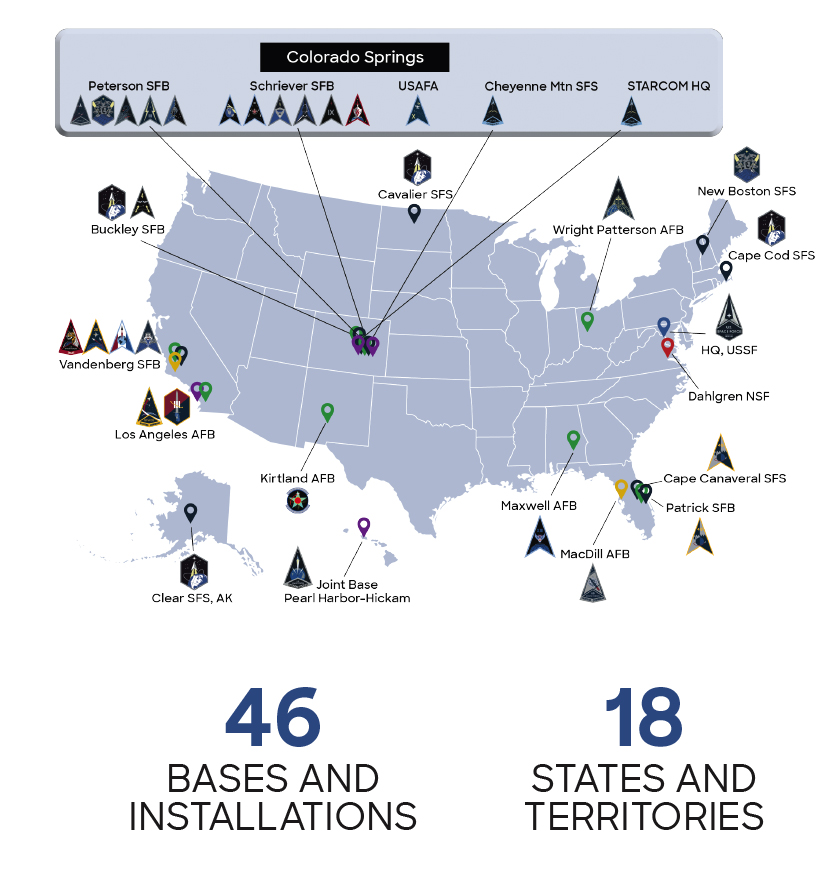 Colorado Springs
Peterson SFB
Schriever SFB
USAFA
Cheyenne Mtn SFS
STARCOM HQ
Cavalier SFS
New Boston SFS
Buckley SFB
Wright Patterson AFB
Cape Cod SFS
Vandenberg SFB
HQ, USSF
Dahlgren NSF
Los Angeles AFB
Kirtland AFB
Cape Canaveral SFS
Maxwell AFB
Patrick SFB
MacDill AFB
Clear SFS, AK
Joint Base
Pearl Harbor-Hickam
46
BASES AND
INSTALLATIONS
18
STATES AND
TERRITORIES